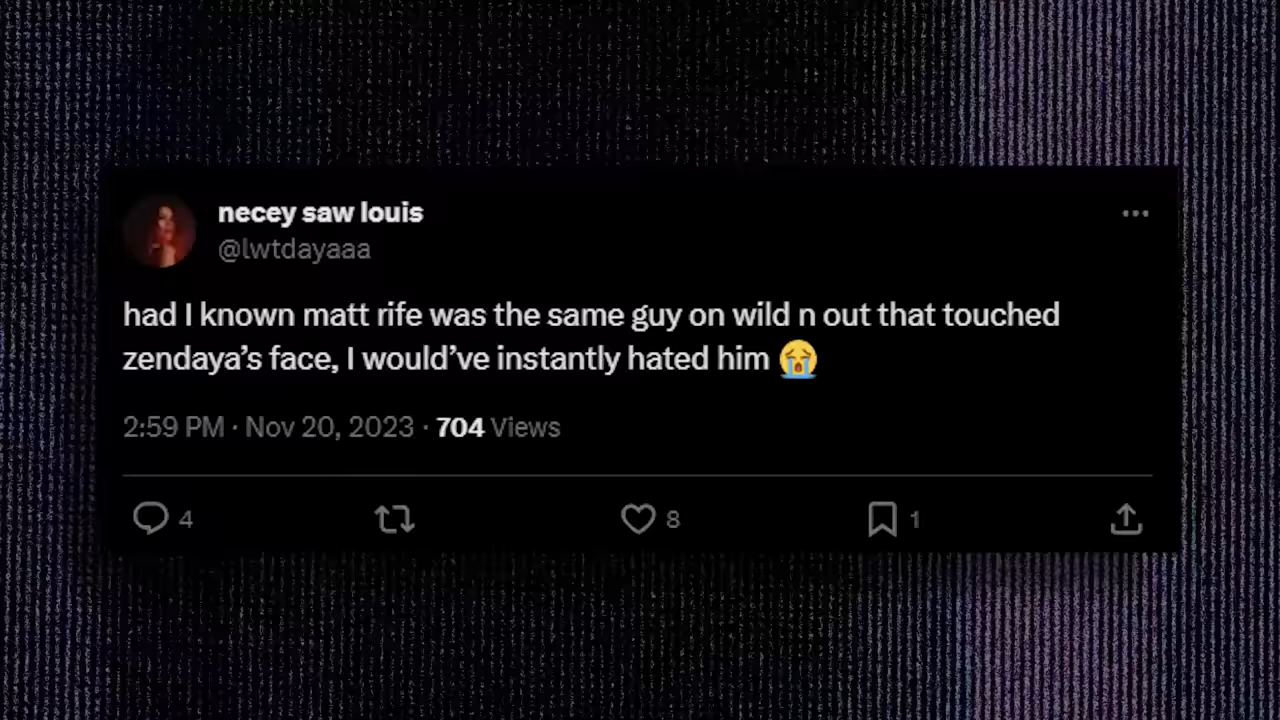 necey saw louis
@lwtdayaaa
had I known matt rife was the same guy on wild n out that touched
zendaya’s face, I would’ve instantly hated him 😭
2:59 PM · Nov 20, 2023 · 704 Views
4 8 1